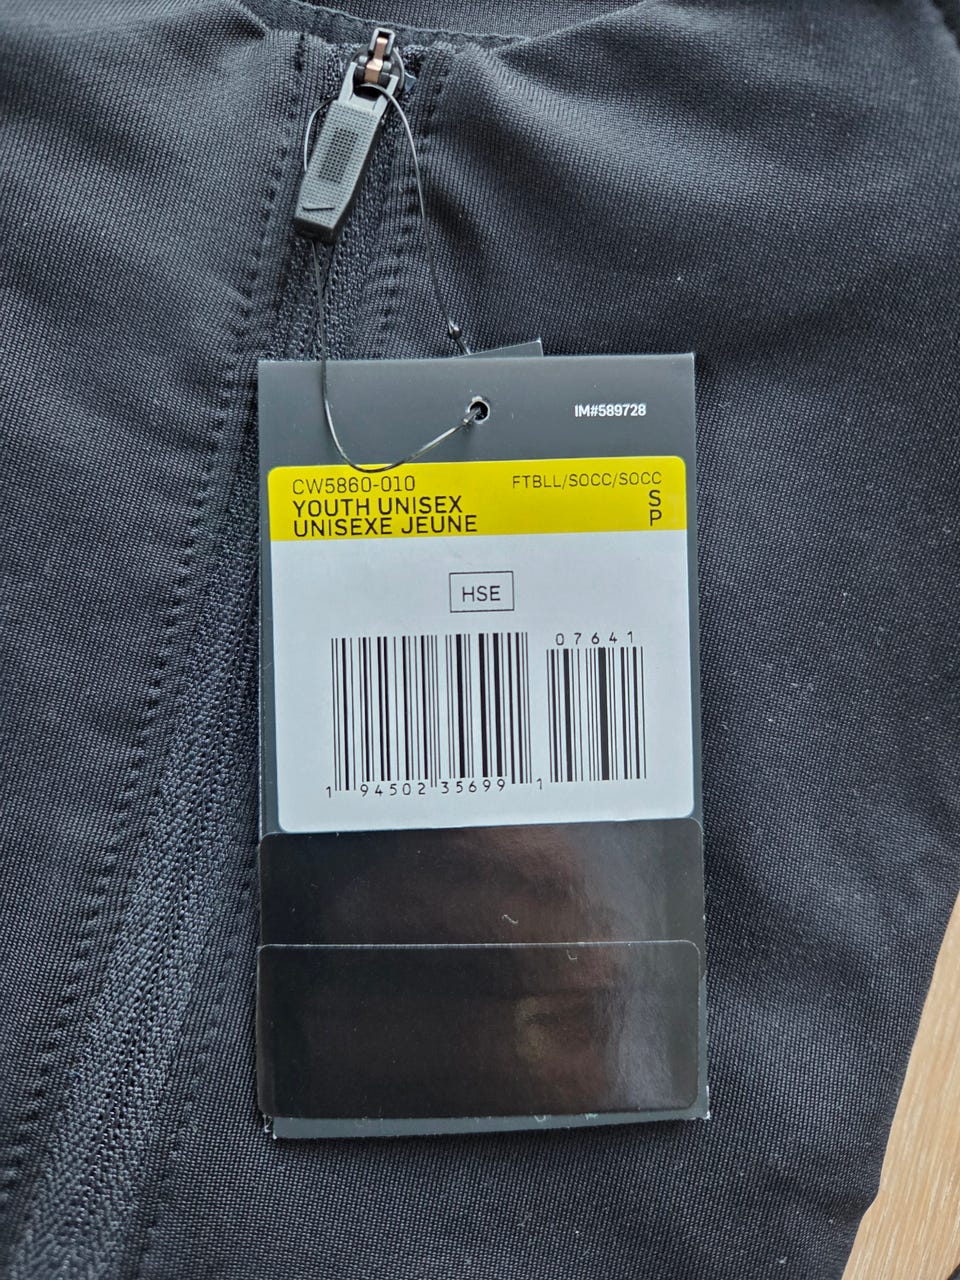 IM#589728
CW5860-010 FTBLL/SOCC/SOCC
YOUTH UNISEX S
UNISEXE JEUNE P
HSE
07641
1 94502 35699 1